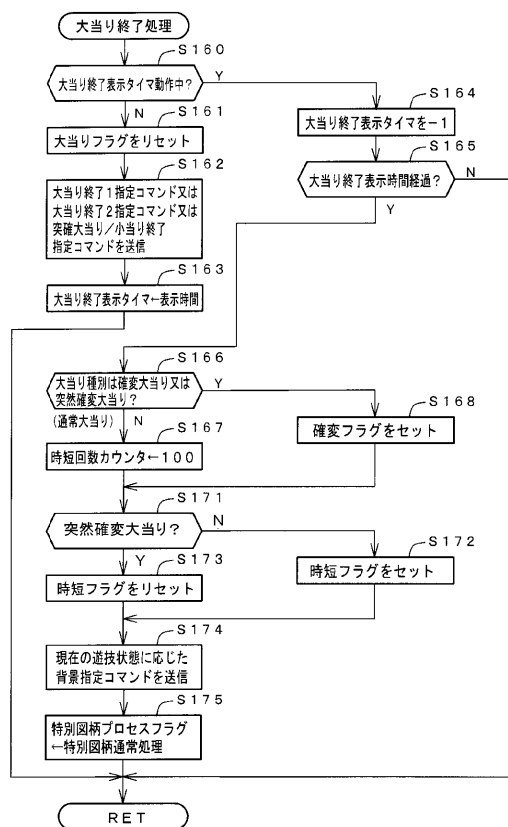 大当り終了処理
S160
大当り終了表示タイマ動作中?
Y
N
S161
大当りフラグをリセット
S162
大当り終了1指定コマンド又は
大当り終了2指定コマンド又は
突確大当り/小当り終了
指定コマンドを送信
S163
大当り終了表示タイマ←表示時間
S164
大当り終了表示タイマを-1
S165
大当り終了表示時間経過?
N
Y
S166
大当り種別は確変大当り又は
突然確変大当り?
Y
(通常大当り)
N
S167
時短回数カウンタ←100
S168
確変フラグをセット
S171
突然確変大当り?
N
Y
S172
時短フラグをセット
S173
時短フラグをリセット
S174
現在の遊技状態に応じた
背景指定コマンドを送信
S175
特別図柄プロセスフラグ
←特別図柄通常処理
RET